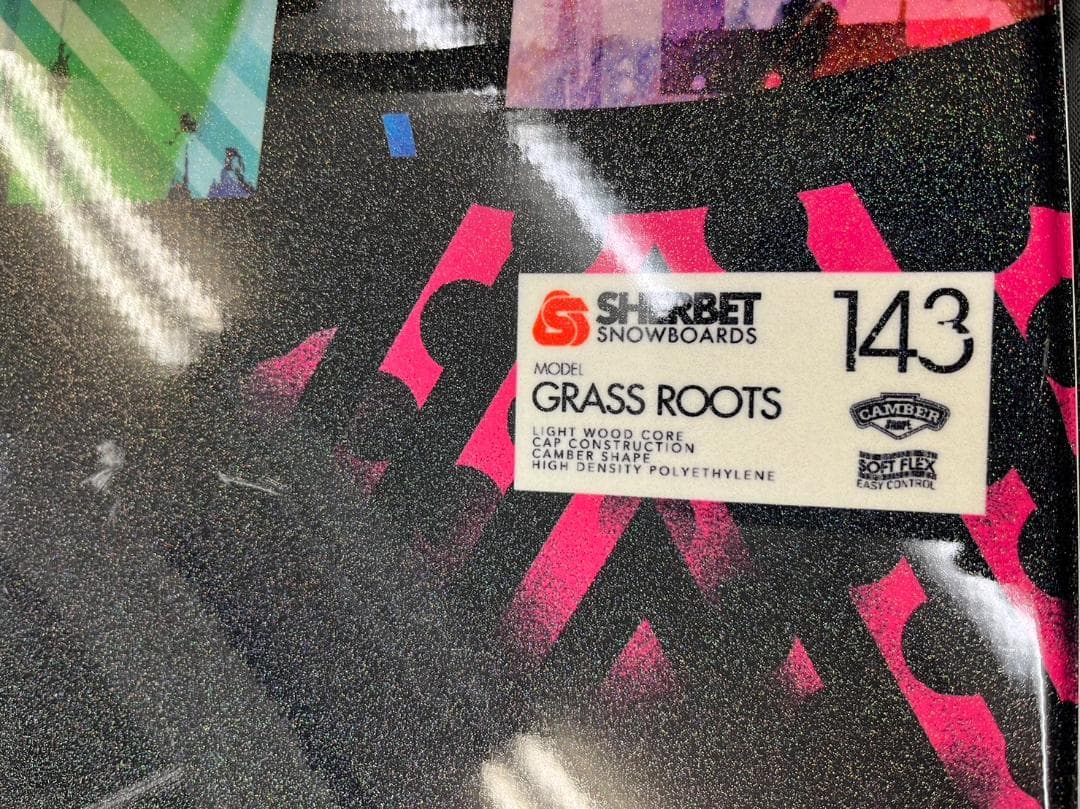 SHERBET
SNOWBOARDS
143
MODEL
GRASS ROOTS
LIGHT WOOD CORE
CAP CONSTRUCTION
CAMBER SHAPE
HIGH DENSITY POLYETHYLENE
CAMBER
SHAPE
SOFT FLEX
EASY CONTROL